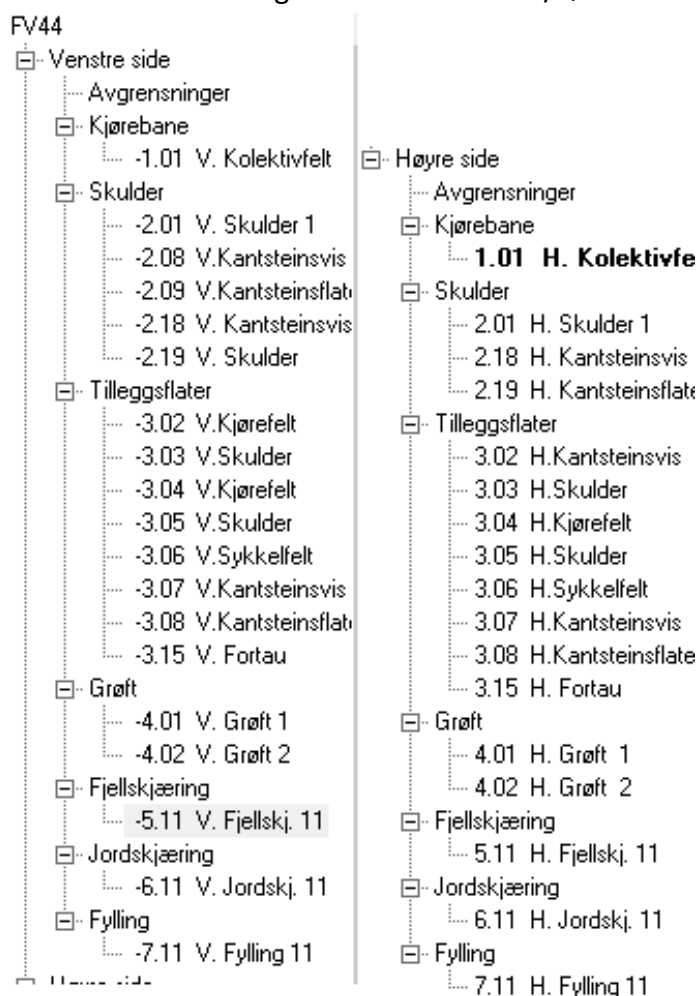 FV44
Venstre side
Avgrensninger
Kjørebane
-1.01 V. Kolektivfelt
Skulder
-2.01 V. Skulder 1
-2.08 V.Kantsteinsvis
-2.09 V.Kantsteinsflat
-2.18 V. Kantsteinsvis
-2.19 V. Skulder
Tilleggsflater
-3.02 V.Kjørefelt
-3.03 V.Skulder
-3.04 V.Kjørefelt
-3.05 V.Skulder
-3.06 V.Sykkelfelt
-3.07 V.Kantsteinsvis
-3.08 V.Kantsteinsflat
-3.15 V. Fortau
Grøft
-4.01 V. Grøft 1
-4.02 V. Grøft 2
Fjellskjæring
-5.11 V. Fjellskj. 11
Jordskjæring
-6.11 V. Jordskj. 11
Fylling
-7.11 V. Fylling 11
Høyre side
Avgrensninger
Kjørebane
1.01 H. Kolektivfe
Skulder
2.01 H. Skulder 1
2.18 H. Kantsteinsvis
2.19 H. Kantsteinsflate
Tilleggsflater
3.02 H.Kantsteinsvis
3.03 H.Skulder
3.04 H.Kjørefelt
3.05 H.Skulder
3.06 H.Sykkelfelt
3.07 H.Kantsteinsvis
3.08 H.Kantsteinsflate
3.15 H. Fortau
Grøft
4.01 H. Grøft 1
4.02 H. Grøft 2
Fjellskjæring
5.11 H. Fjellskj. 11
Jordskjæring
6.11 H. Jordskj. 11
Fylling
7.11 H. Fylling 11